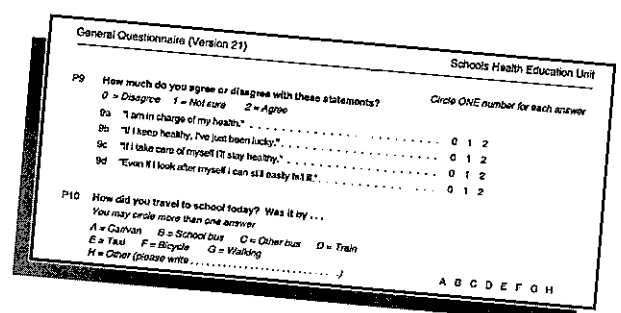 General Questionnaire (Version 21)
Schools Health Education Unit
P9 How much do you agree or disagree with these statements?
Circle ONE number for each answer
0 = Disagree 1 = Not sure 2 = Agree
9a "I am in charge of my health." 0 1 2
9b "If I keep healthy, I've just been lucky." 0 1 2
9c "If I take care of myself I'll stay healthy." 0 1 2
9d "Even if I look after myself I can still easily fall ill." 0 1 2
P10 How did you travel to school today? Was it by ...
You may circle more than one answer
A = Car/van B = School bus C = Other bus D = Train
E = Taxi F = Bicycle G = Walking
H = Other (please write ..............................)
A B C D E F G H